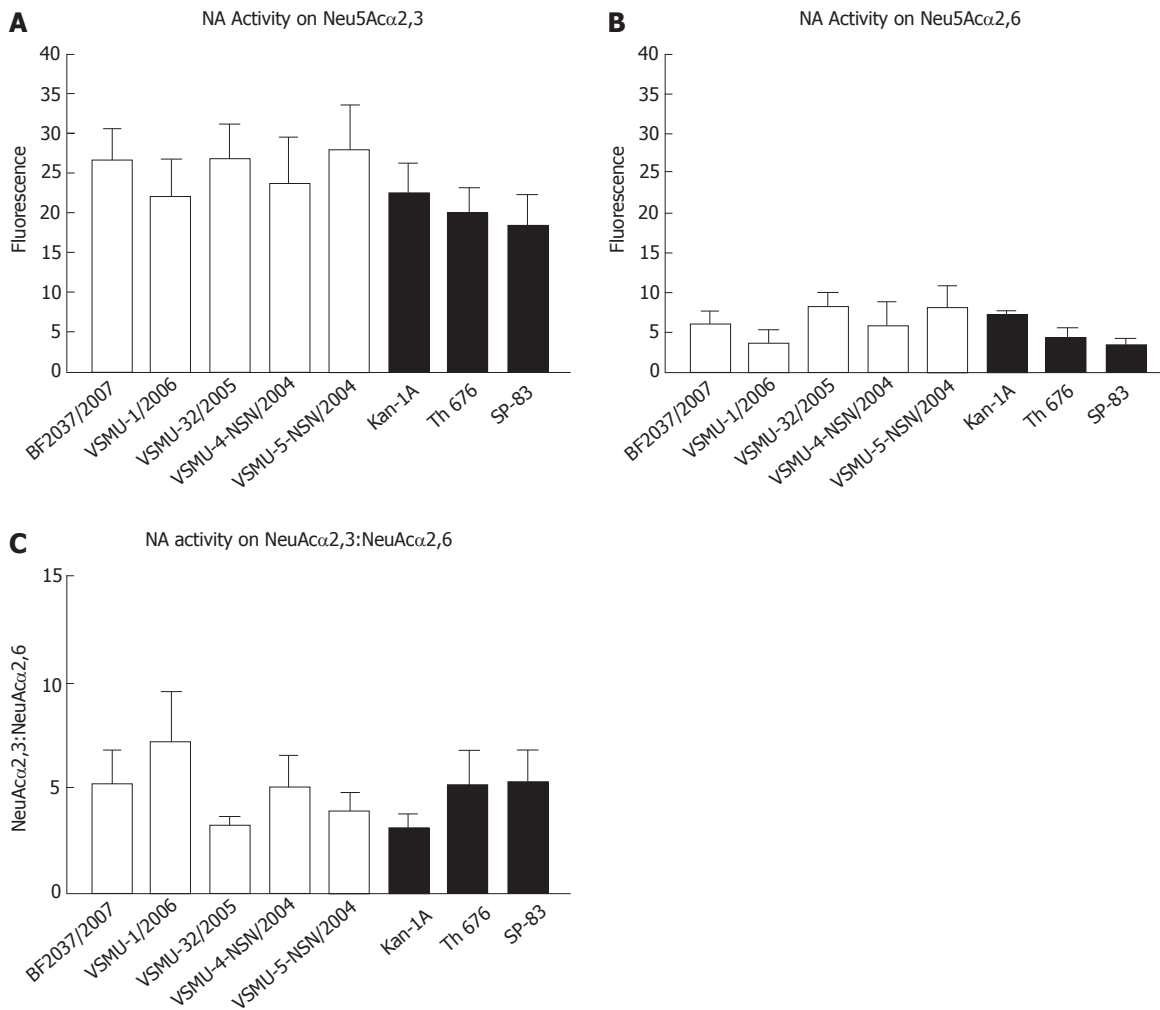 A
NA Activity on Neu5Acα2,3
40
35
30
25
20
15
10
5
0
Fluorescence
BF2037/2007
VSMU-1/2006
VSMU-32/2005
VSMU-4-NSN/2004
VSMU-5-NSN/2004
Kan-1A
Th 676
SP-83
B
NA Activity on Neu5Acα2,6
40
35
30
25
20
15
10
5
0
Fluorescence
BF2037/2007
VSMU-1/2006
VSMU-32/2005
VSMU-4-NSN/2004
VSMU-5-NSN/2004
Kan-1A
Th 676
SP-83
C
NA activity on NeuAcα2,3:NeuAcα2,6
15
10
5
0
NeuAcα2,3:NeuAcα2,6
BF2037/2007
VSMU-1/2006
VSMU-32/2005
VSMU-4-NSN/2004
VSMU-5-NSN/2004
Kan-1A
Th 676
SP-83